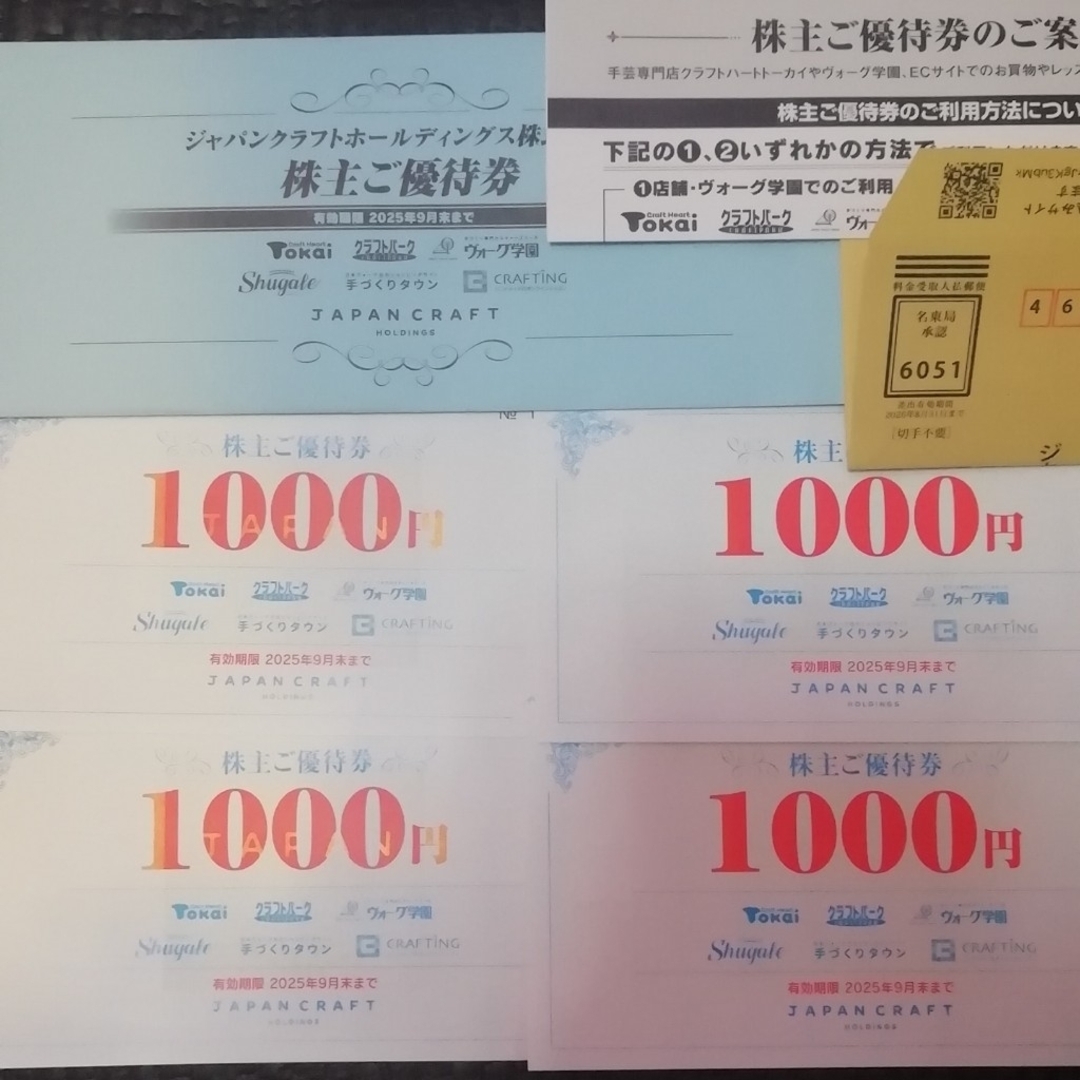 ジャパンクラフトホールディングス株
株主ご優待券
有効期限 2025年9月末まで
Craft Heart
Tokai
クラフトパーク
ヴォーグ学園
Shugale
手づくりタウン
CRAFTING
JAPAN CRAFT
HOLDINGS
株主ご優待券のご案
手芸専門店クラフトハートトーカイやヴォーグ学園、ECサイトでのお買物やレッス
株主ご優待券のご利用方法につい
下記の❶、❷いずれかの方法で
❶店舗・ヴォーグ学園でのご利用
Craft Heart
Tokai
クラフトパーク
CRAFTPARK
ヴォー
料金受取人払郵便
名東局
承認
6051
切手不要
4 6
ジ
No 1
株主ご優待券
1000円
JAPAN
Tokai
クラフトパーク
ヴォーグ学園
Shugale
手づくりタウン
CRAFTING
有効期限 2025年9月末まで
JAPAN CRAFT
HOLDINGS
株主
1000円
Tokai
クラフトパーク
ヴォーグ学園
Shugale
手づくりタウン
CRAFTING
有効期限 2025年9月末まで
JAPAN CRAFT
HOLDINGS
株主ご優待券
1000円
JAPAN
Tokai
クラフトパーク
ヴォーグ学園
Shugale
手づくりタウン
CRAFTING
有効期限 2025年9月末まで
JAPAN CRAFT
HOLDINGS
株主ご優待券
1000円
Tokai
クラフトパーク
ヴォーグ学園
Shugale
手づくりタウン
CRAFTING
有効期限 2025年9月末まで
JAPAN CRAFT
HOLDINGS